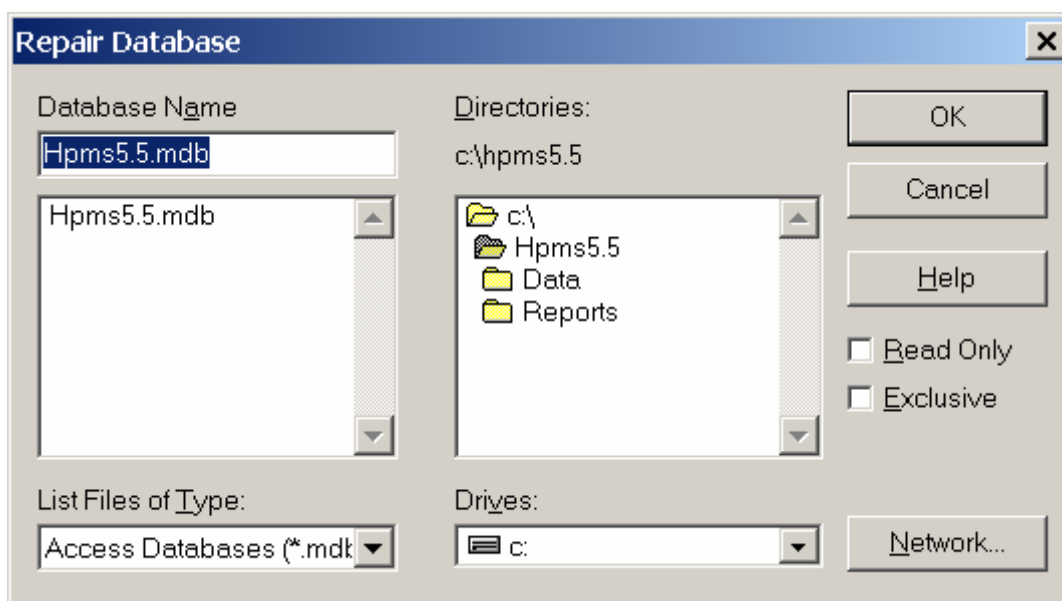 Repair Database
Database Name
Hpms5.5.mdb
Hpms5.5.mdb
List Files of Type:
Access Databases (*.mdb
Directories:
c:\hpms5.5
c:\
Hpms5.5
Data
Reports
Drives:
c:
OK
Cancel
Help
Read Only
Exclusive
Network...